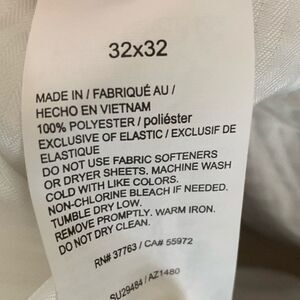 32x32
MADE IN / FABRIQUÉ AU /
HECHO EN VIETNAM
100% POLYESTER / poliéster
EXCLUSIVE OF ELASTIC / EXCLUSIF DE
ELASTIQUE
DO NOT USE FABRIC SOFTENERS
OR DRYER SHEETS. MACHINE WASH
COLD WITH LIKE COLORS.
NON-CHLORINE BLEACH IF NEEDED.
TUMBLE DRY LOW.
REMOVE PROMPTLY. WARM IRON.
DO NOT DRY CLEAN.
RN# 37763 / CA# 55972
SU29484 / AZ1480